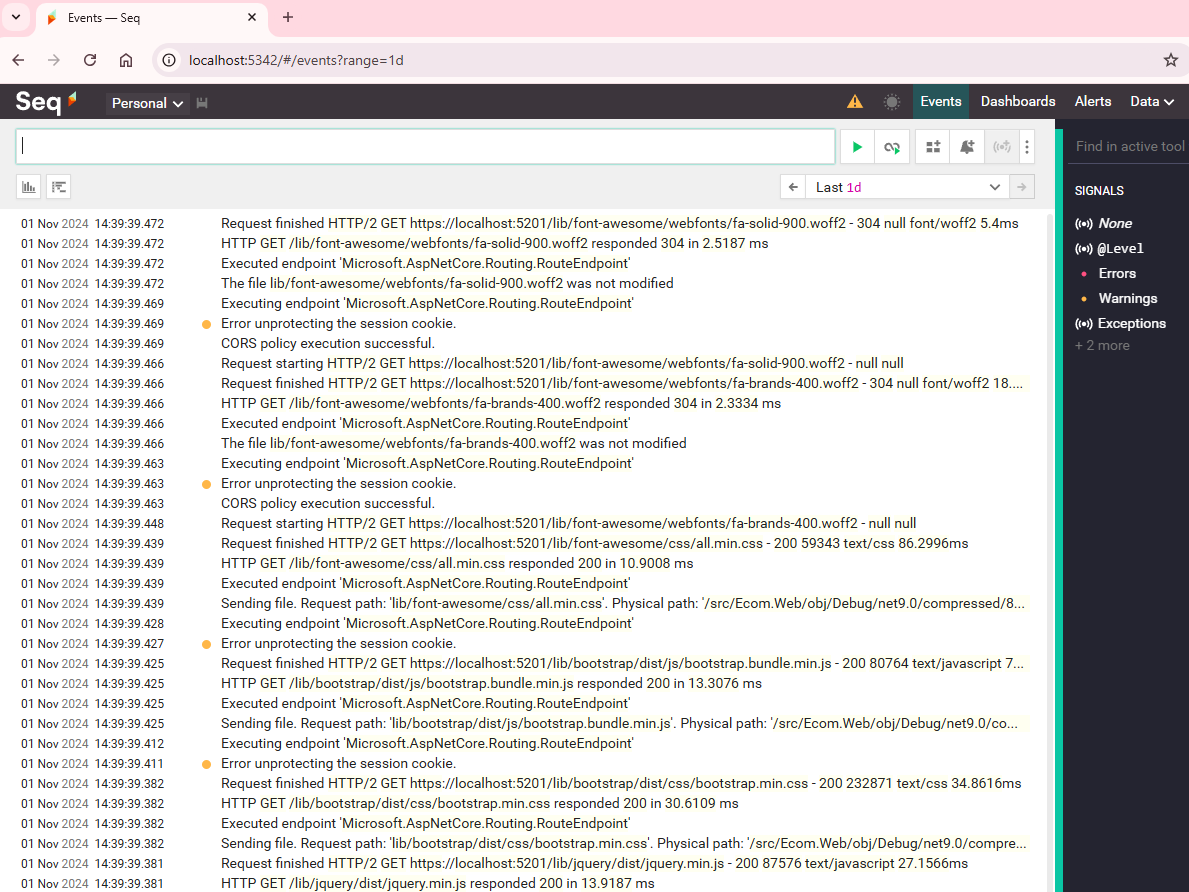 Events — Seq
localhost:5342/#/events?range=1d
Seq Personal Events Dashboards Alerts Data
Find in active tool
Last 1d
SIGNALS
None
@Level
Errors
Warnings
Exceptions
+ 2 more
01 Nov 2024 14:39:39.472 Request finished HTTP/2 GET https://localhost:5201/lib/font-awesome/webfonts/fa-solid-900.woff2 - 304 null font/woff2 5.4ms
01 Nov 2024 14:39:39.472 HTTP GET /lib/font-awesome/webfonts/fa-solid-900.woff2 responded 304 in 2.5187 ms
01 Nov 2024 14:39:39.472 Executed endpoint 'Microsoft.AspNetCore.Routing.RouteEndpoint'
01 Nov 2024 14:39:39.472 The file lib/font-awesome/webfonts/fa-solid-900.woff2 was not modified
01 Nov 2024 14:39:39.469 Executing endpoint 'Microsoft.AspNetCore.Routing.RouteEndpoint'
01 Nov 2024 14:39:39.469 Error unprotecting the session cookie.
01 Nov 2024 14:39:39.469 CORS policy execution successful.
01 Nov 2024 14:39:39.466 Request starting HTTP/2 GET https://localhost:5201/lib/font-awesome/webfonts/fa-solid-900.woff2 - null null
01 Nov 2024 14:39:39.466 Request finished HTTP/2 GET https://localhost:5201/lib/font-awesome/webfonts/fa-brands-400.woff2 - 304 null font/woff2 18....
01 Nov 2024 14:39:39.466 HTTP GET /lib/font-awesome/webfonts/fa-brands-400.woff2 responded 304 in 2.3334 ms
01 Nov 2024 14:39:39.466 Executed endpoint 'Microsoft.AspNetCore.Routing.RouteEndpoint'
01 Nov 2024 14:39:39.466 The file lib/font-awesome/webfonts/fa-brands-400.woff2 was not modified
01 Nov 2024 14:39:39.463 Executing endpoint 'Microsoft.AspNetCore.Routing.RouteEndpoint'
01 Nov 2024 14:39:39.463 Error unprotecting the session cookie.
01 Nov 2024 14:39:39.463 CORS policy execution successful.
01 Nov 2024 14:39:39.448 Request starting HTTP/2 GET https://localhost:5201/lib/font-awesome/webfonts/fa-brands-400.woff2 - null null
01 Nov 2024 14:39:39.439 Request finished HTTP/2 GET https://localhost:5201/lib/font-awesome/css/all.min.css - 200 59343 text/css 86.2996ms
01 Nov 2024 14:39:39.439 HTTP GET /lib/font-awesome/css/all.min.css responded 200 in 10.9008 ms
01 Nov 2024 14:39:39.439 Executed endpoint 'Microsoft.AspNetCore.Routing.RouteEndpoint'
01 Nov 2024 14:39:39.439 Sending file. Request path: 'lib/font-awesome/css/all.min.css'. Physical path: '/src/Ecom.Web/obj/Debug/net9.0/compressed/8...
01 Nov 2024 14:39:39.428 Executing endpoint 'Microsoft.AspNetCore.Routing.RouteEndpoint'
01 Nov 2024 14:39:39.427 Error unprotecting the session cookie.
01 Nov 2024 14:39:39.425 Request finished HTTP/2 GET https://localhost:5201/lib/bootstrap/dist/js/bootstrap.bundle.min.js - 200 80764 text/javascript 7...
01 Nov 2024 14:39:39.425 HTTP GET /lib/bootstrap/dist/js/bootstrap.bundle.min.js responded 200 in 13.3076 ms
01 Nov 2024 14:39:39.425 Executed endpoint 'Microsoft.AspNetCore.Routing.RouteEndpoint'
01 Nov 2024 14:39:39.425 Sending file. Request path: 'lib/bootstrap/dist/js/bootstrap.bundle.min.js'. Physical path: '/src/Ecom.Web/obj/Debug/net9.0/co...
01 Nov 2024 14:39:39.412 Executing endpoint 'Microsoft.AspNetCore.Routing.RouteEndpoint'
01 Nov 2024 14:39:39.411 Error unprotecting the session cookie.
01 Nov 2024 14:39:39.382 Request finished HTTP/2 GET https://localhost:5201/lib/bootstrap/dist/css/bootstrap.min.css - 200 232871 text/css 34.8616ms
01 Nov 2024 14:39:39.382 HTTP GET /lib/bootstrap/dist/css/bootstrap.min.css responded 200 in 30.6109 ms
01 Nov 2024 14:39:39.382 Executed endpoint 'Microsoft.AspNetCore.Routing.RouteEndpoint'
01 Nov 2024 14:39:39.382 Sending file. Request path: 'lib/bootstrap/dist/css/bootstrap.min.css'. Physical path: '/src/Ecom.Web/obj/Debug/net9.0/compre...
01 Nov 2024 14:39:39.381 Request finished HTTP/2 GET https://localhost:5201/lib/jquery/dist/jquery.min.js - 200 87576 text/javascript 27.1566ms
01 Nov 2024 14:39:39.381 HTTP GET /lib/jquery/dist/jquery.min.js responded 200 in 13.9187 ms